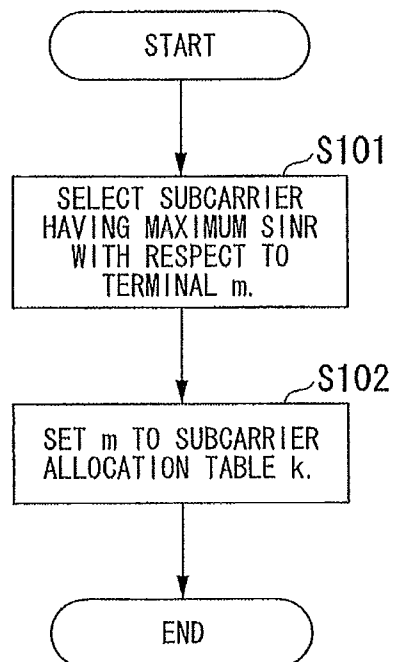 START
S101
SELECT SUBCARRIER
HAVING MAXIMUM SINR
WITH RESPECT TO
TERMINAL m.
S102
SET m TO SUBCARRIER
ALLOCATION TABLE k.
END